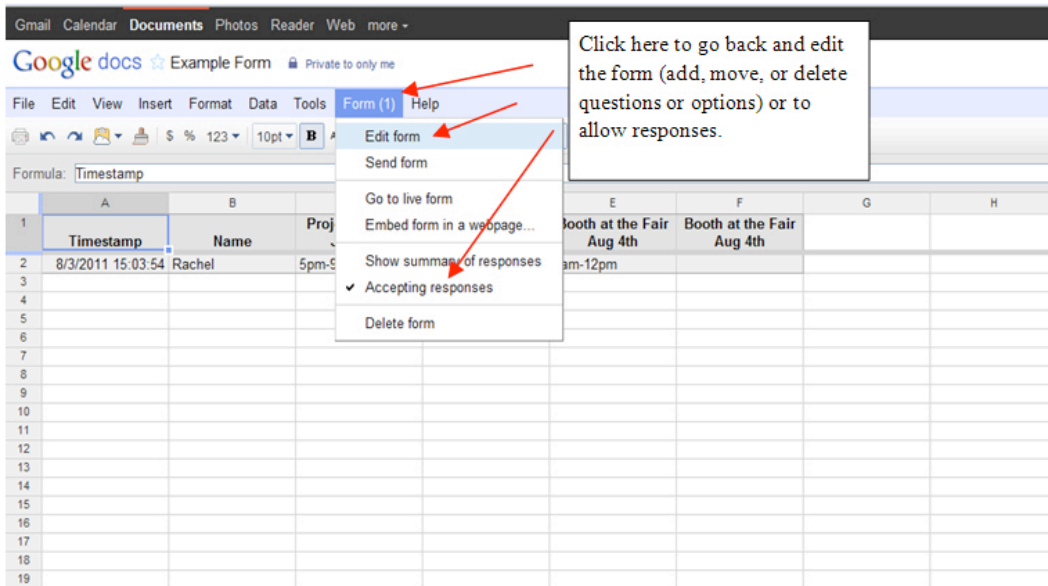 Gmail Calendar Documents Photos Reader Web more
Google docs Example Form Private to only me
Click here to go back and edit
the form (add, move, or delete
questions or options) or to
allow responses.
File Edit View Insert Format Data Tools Form (1) Help
$ % 123 10pt B
Edit form
Send form
Go to live form
Embed form in a webpage...
Show summary of responses
Accepting responses
Delete form
Formula: Timestamp
A B E F G H
1 Timestamp Name Booth at the Fair Booth at the Fair
Aug 4th Aug 4th
2 8/3/2011 15:03:54 Rachel
3
4
5
6
7
8
9
10
11
12
13
14
15
16
17
18
19